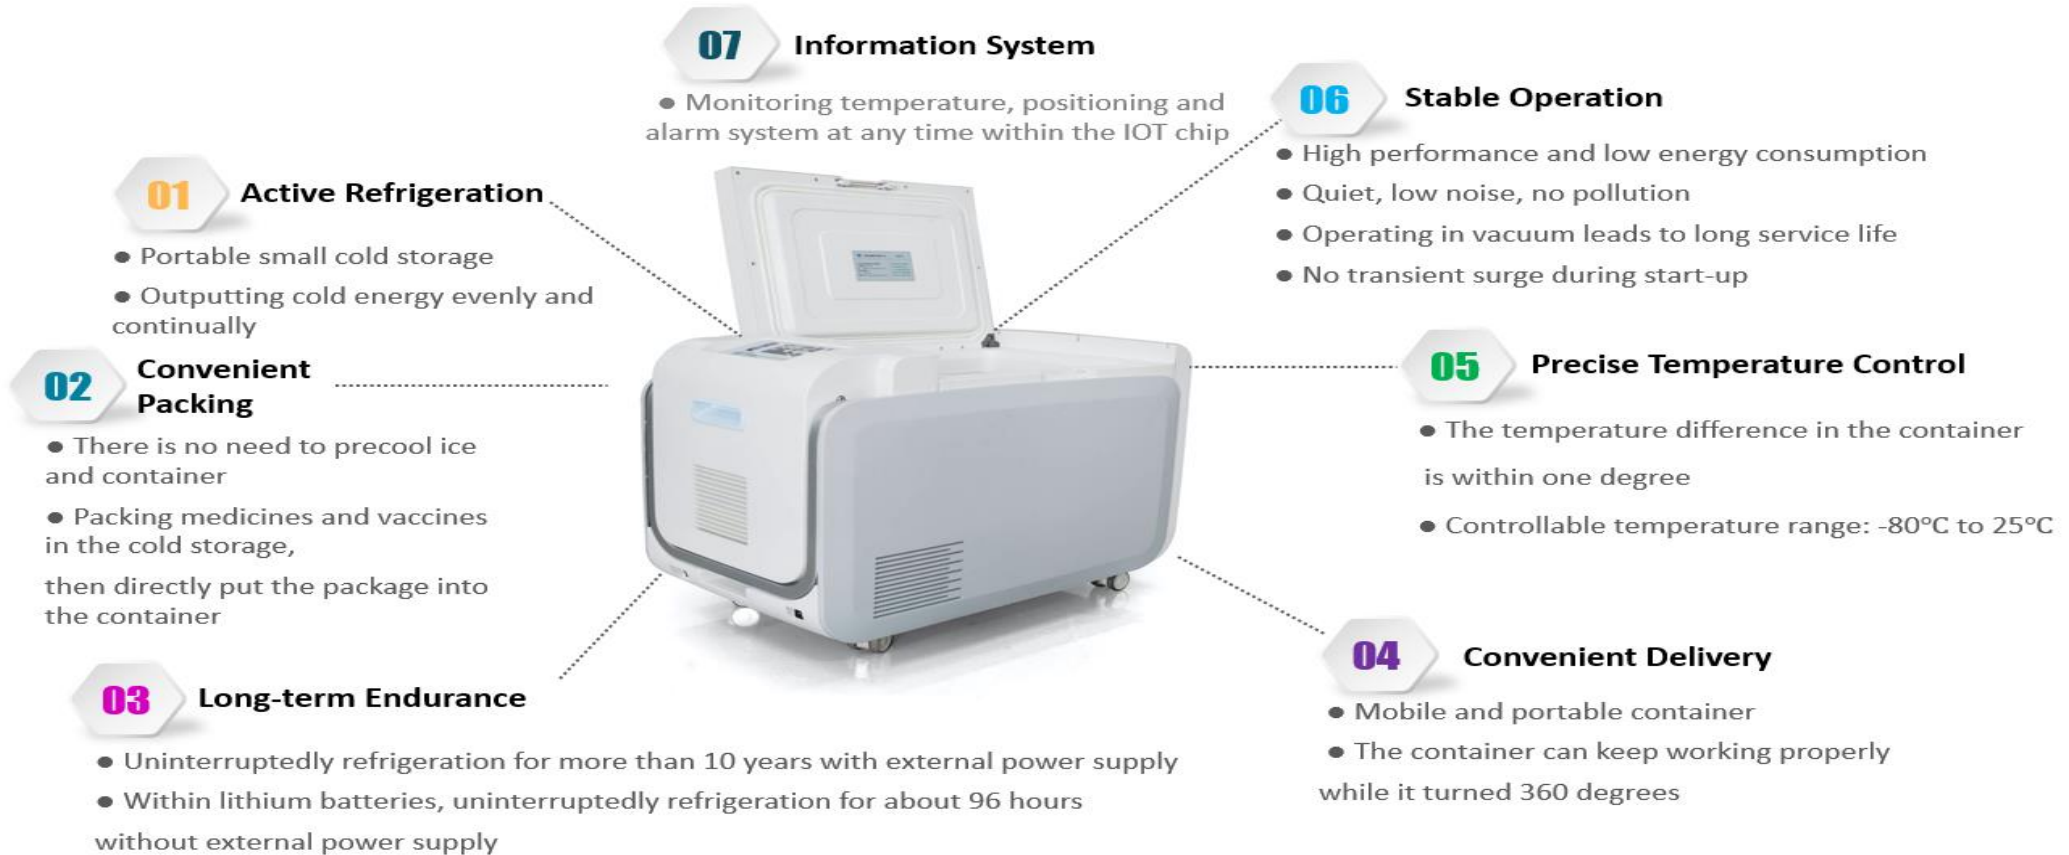 07
Information System
● Monitoring temperature, positioning and
alarm system at any time within the IOT chip
06
Stable Operation
● High performance and low energy consumption
● Quiet, low noise, no pollution
● Operating in vacuum leads to long service life
● No transient surge during start-up
01
Active Refrigeration
● Portable small cold storage
● Outputting cold energy evenly and
continually
02
Convenient
Packing
● There is no need to precool ice
and container
● Packing medicines and vaccines
in the cold storage,
then directly put the package into
the container
05
Precise Temperature Control
● The temperature difference in the container
is within one degree
● Controllable temperature range: -80°C to 25°C
03
Long-term Endurance
● Uninterruptedly refrigeration for more than 10 years with external power supply
● Within lithium batteries, uninterruptedly refrigeration for about 96 hours
without external power supply
04
Convenient Delivery
● Mobile and portable container
● The container can keep working properly
while it turned 360 degrees